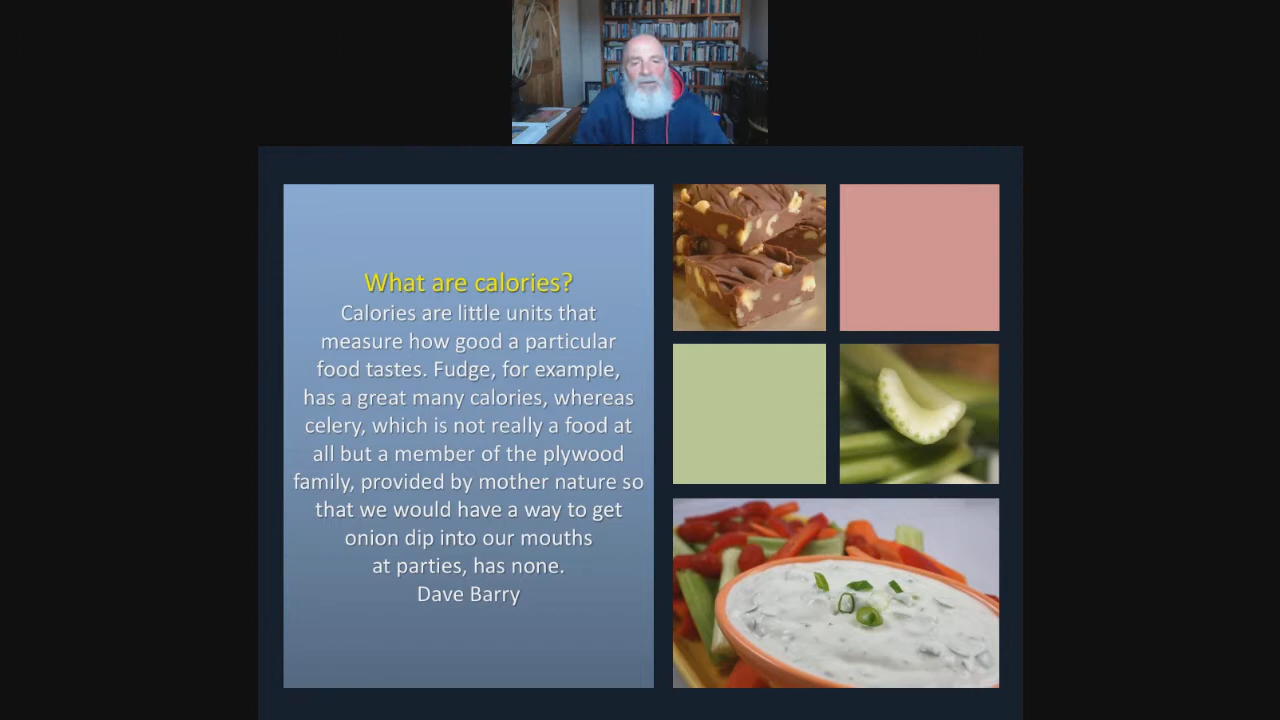 What are calories?
Calories are little units that
measure how good a particular
food tastes. Fudge, for example,
has a great many calories, whereas
celery, which is not really a food at
all but a member of the plywood
family, provided by mother nature so
that we would have a way to get
onion dip into our mouths
at parties, has none.
Dave Barry